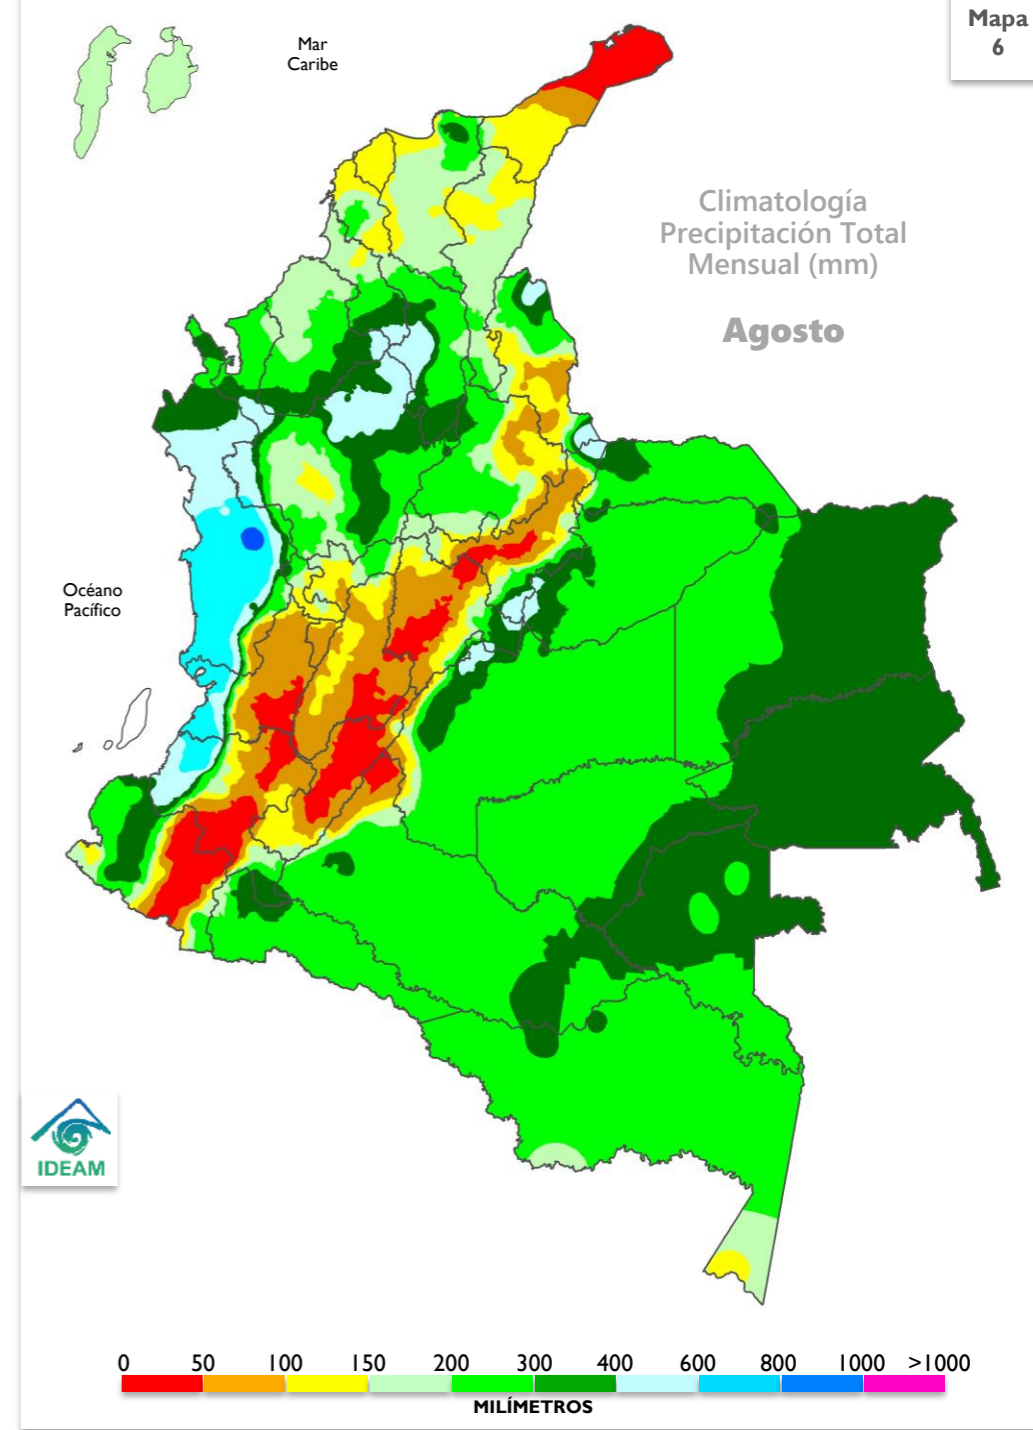 Mapa
6
Mar
Caribe
Climatología
Precipitación Total
Mensual (mm)
Agosto
Océano
Pacífico
IDEAM
0 50 100 150 200 300 400 600 800 1000 >1000
MILÍMETROS